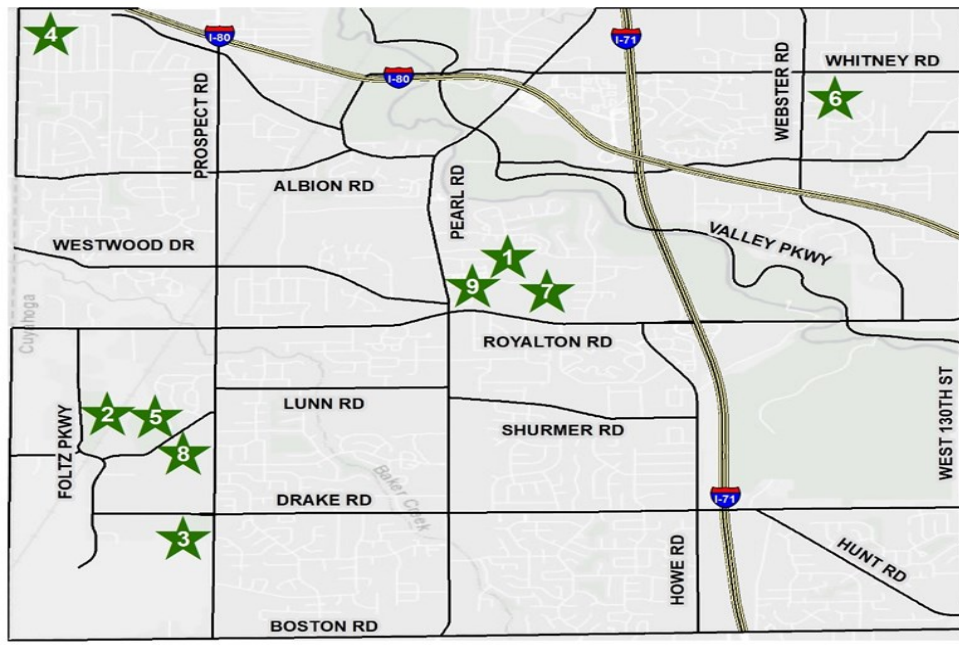 4
I-80
I-71
I-80
WHITNEY RD
WEBSTER RD
6
PROSPECT RD
ALBION RD
PEARL RD
WESTWOOD DR
VALLEY PKWY
1
9
7
Cuyahoga
ROYALTON RD
LUNN RD
2
5
8
FOLTZ PKWY
SHURMER RD
WEST 130TH ST
Baker Creek
DRAKE RD
I-71
3
HOWE RD
HUNT RD
BOSTON RD